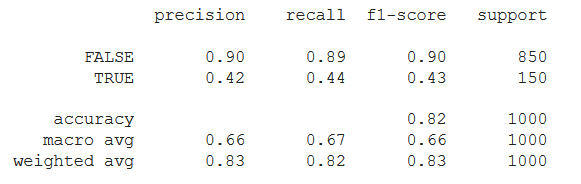 precision recall f1-score support
FALSE 0.90 0.89 0.90 850
TRUE 0.42 0.44 0.43 150
accuracy 0.82 1000
macro avg 0.66 0.67 0.66 1000
weighted avg 0.83 0.82 0.83 1000